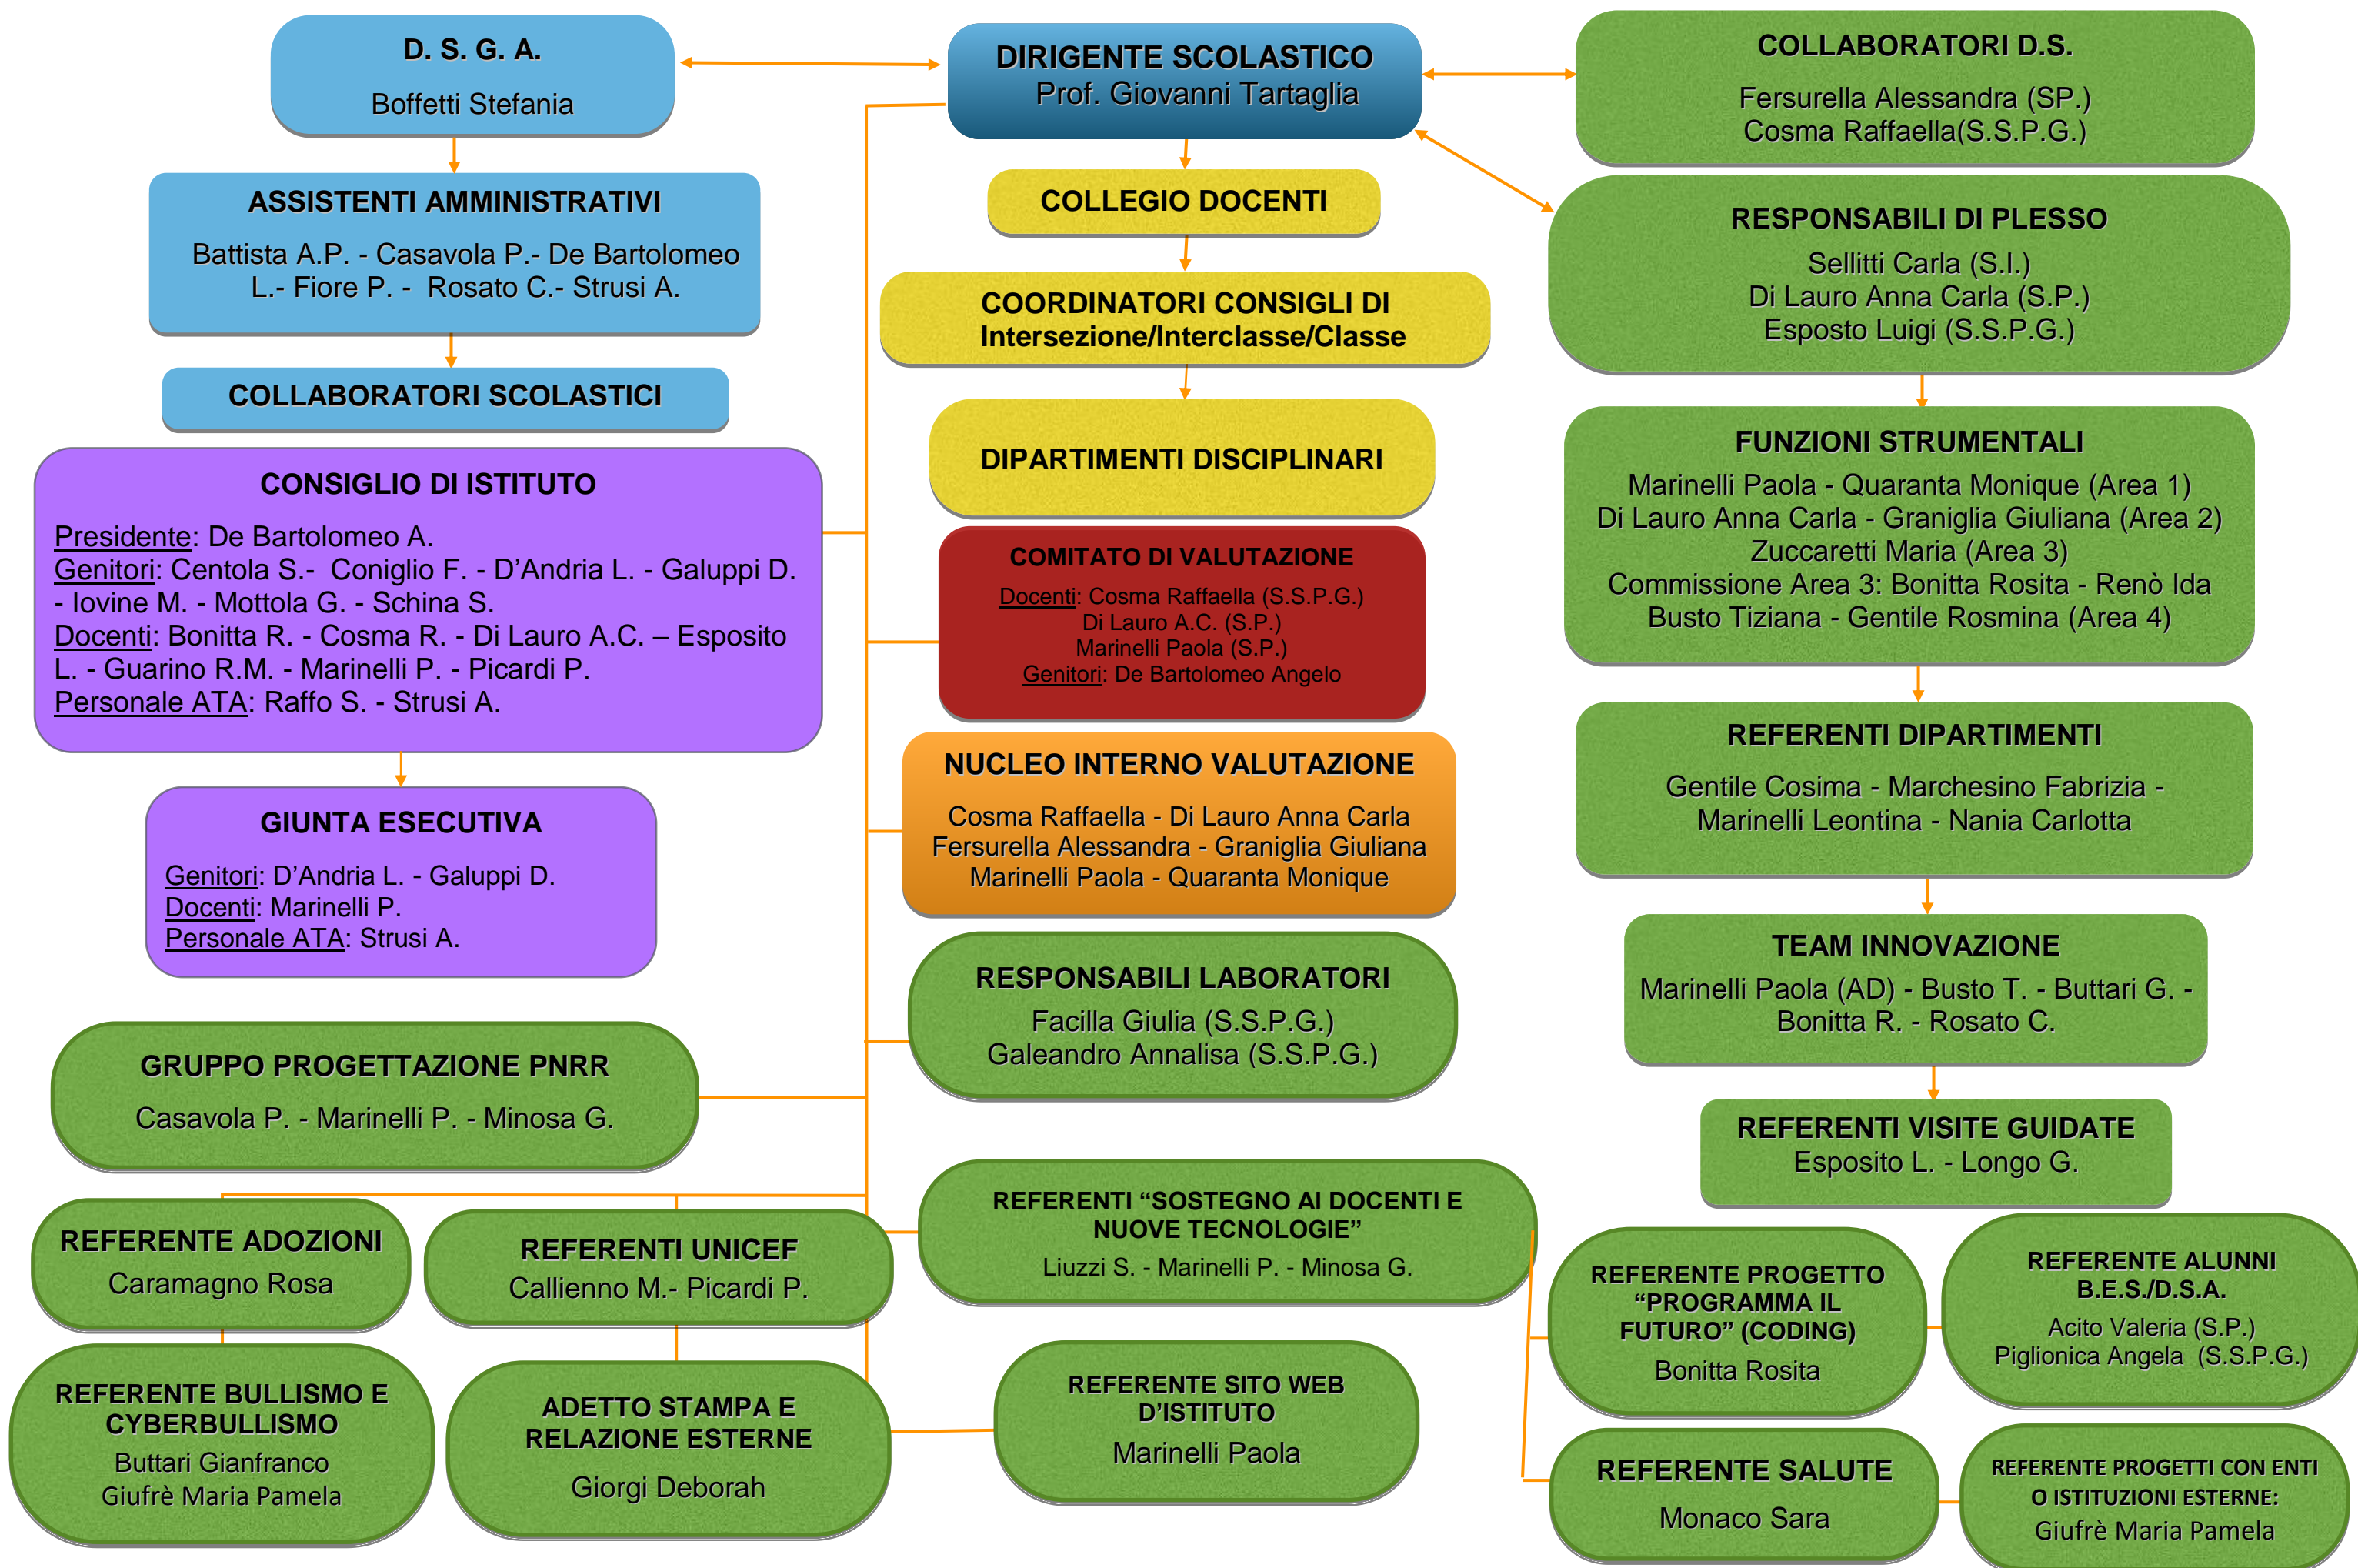 D. S. G. A.
Boffetti Stefania
DIRIGENTE SCOLASTICO
Prof. Giovanni Tartaglia
COLLABORATORI D.S.
Fersurella Alessandra (SP.)
Cosma Raffaella(S.S.P.G.)
ASSISTENTI AMMINISTRATIVI
Battista A.P. - Casavola P.- De Bartolomeo
L.- Fiore P. - Rosato C.- Strusi A.
COLLEGIO DOCENTI
RESPONSABILI DI PLESSO
Sellitti Carla (S.I.)
Di Lauro Anna Carla (S.P.)
Esposto Luigi (S.S.P.G.)
COORDINATORI CONSIGLI DI
Intersezione/Interclasse/Classe
COLLABORATORI SCOLASTICI
DIPARTIMENTI DISCIPLINARI
FUNZIONI STRUMENTALI
Marinelli Paola - Quaranta Monique (Area 1)
Di Lauro Anna Carla - Graniglia Giuliana (Area 2)
Zuccaretti Maria (Area 3)
Commissione Area 3: Bonitta Rosita - Renò Ida
Busto Tiziana - Gentile Rosmina (Area 4)
CONSIGLIO DI ISTITUTO
Presidente: De Bartolomeo A.
Genitori: Centola S.- Coniglio F. - D’Andria L. - Galuppi D.
- Iovine M. - Mottola G. - Schina S.
Docenti: Bonitta R. - Cosma R. - Di Lauro A.C. – Esposito
L. - Guarino R.M. - Marinelli P. - Picardi P.
Personale ATA: Raffo S. - Strusi A.
COMITATO DI VALUTAZIONE
Docenti: Cosma Raffaella (S.S.P.G.)
Di Lauro A.C. (S.P.)
Marinelli Paola (S.P.)
Genitori: De Bartolomeo Angelo
REFERENTI DIPARTIMENTI
Gentile Cosima - Marchesino Fabrizia -
Marinelli Leontina - Nania Carlotta
NUCLEO INTERNO VALUTAZIONE
Cosma Raffaella - Di Lauro Anna Carla
Fersurella Alessandra - Graniglia Giuliana
Marinelli Paola - Quaranta Monique
GIUNTA ESECUTIVA
Genitori: D’Andria L. - Galuppi D.
Docenti: Marinelli P.
Personale ATA: Strusi A.
TEAM INNOVAZIONE
Marinelli Paola (AD) - Busto T. - Buttari G. -
Bonitta R. - Rosato C.
RESPONSABILI LABORATORI
Facilla Giulia (S.S.P.G.)
Galeandro Annalisa (S.S.P.G.)
GRUPPO PROGETTAZIONE PNRR
Casavola P. - Marinelli P. - Minosa G.
REFERENTI VISITE GUIDATE
Esposito L. - Longo G.
REFERENTE ADOZIONI
Caramagno Rosa
REFERENTI UNICEF
Callienno M.- Picardi P.
REFERENTI “SOSTEGNO AI DOCENTI E
NUOVE TECNOLOGIE”
Liuzzi S. - Marinelli P. - Minosa G.
REFERENTE PROGETTO
“PROGRAMMA IL
FUTURO” (CODING)
Bonitta Rosita
REFERENTE ALUNNI
B.E.S./D.S.A.
Acito Valeria (S.P.)
Piglionica Angela (S.S.P.G.)
REFERENTE BULLISMO E
CYBERBULLISMO
Buttari Gianfranco
Giufrè Maria Pamela
ADETTO STAMPA E
RELAZIONE ESTERNE
Giorgi Deborah
REFERENTE SITO WEB
D’ISTITUTO
Marinelli Paola
REFERENTE SALUTE
Monaco Sara
REFERENTE PROGETTI CON ENTI
O ISTITUZIONI ESTERNE:
Giufrè Maria Pamela